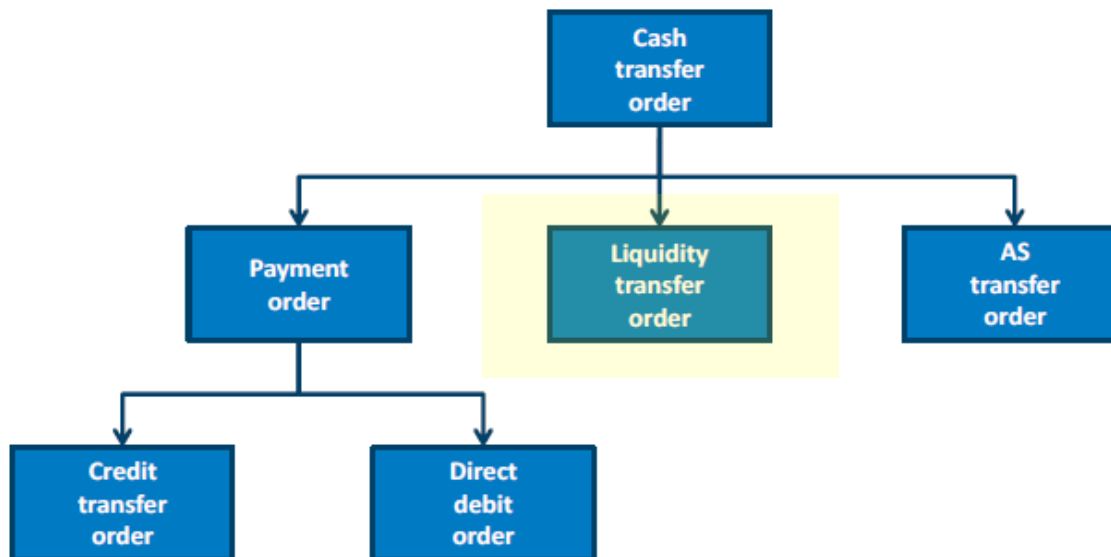 Cash
transfer
order
Payment
order
Liquidity
transfer
order
AS
transfer
order
Credit
transfer
order
Direct
debit
order